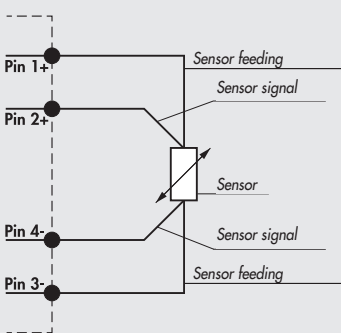 Sensor feeding
Pin 1+
Sensor signal
Pin 2+
Sensor
Pin 4-
Sensor signal
Sensor feeding
Pin 3-